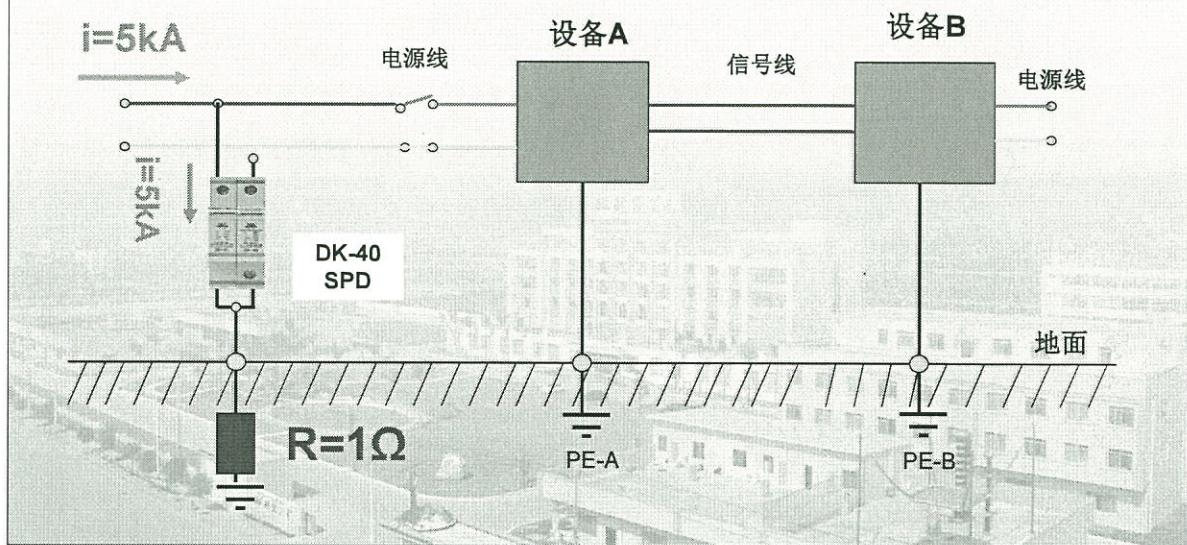 i=5kA
设备A
设备B
电源线
信号线
电源线
i=5kA
DK-40
SPD
地面
R=1Ω
PE-A
PE-B